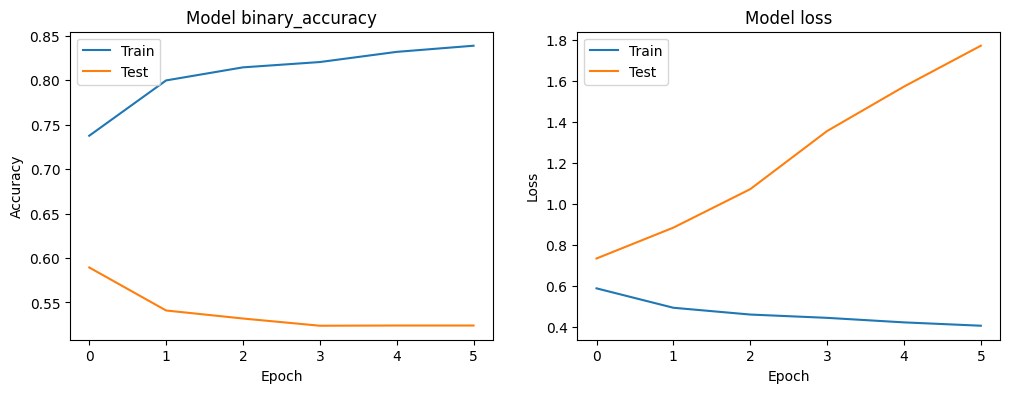 Model binary_accuracy
Train
Test
0.85
0.80
0.75
0.70
0.65
0.60
0.55
Accuracy
0 1 2 3 4 5
Epoch
Model loss
Train
Test
1.8
1.6
1.4
1.2
1.0
0.8
0.6
0.4
Loss
0 1 2 3 4 5
Epoch